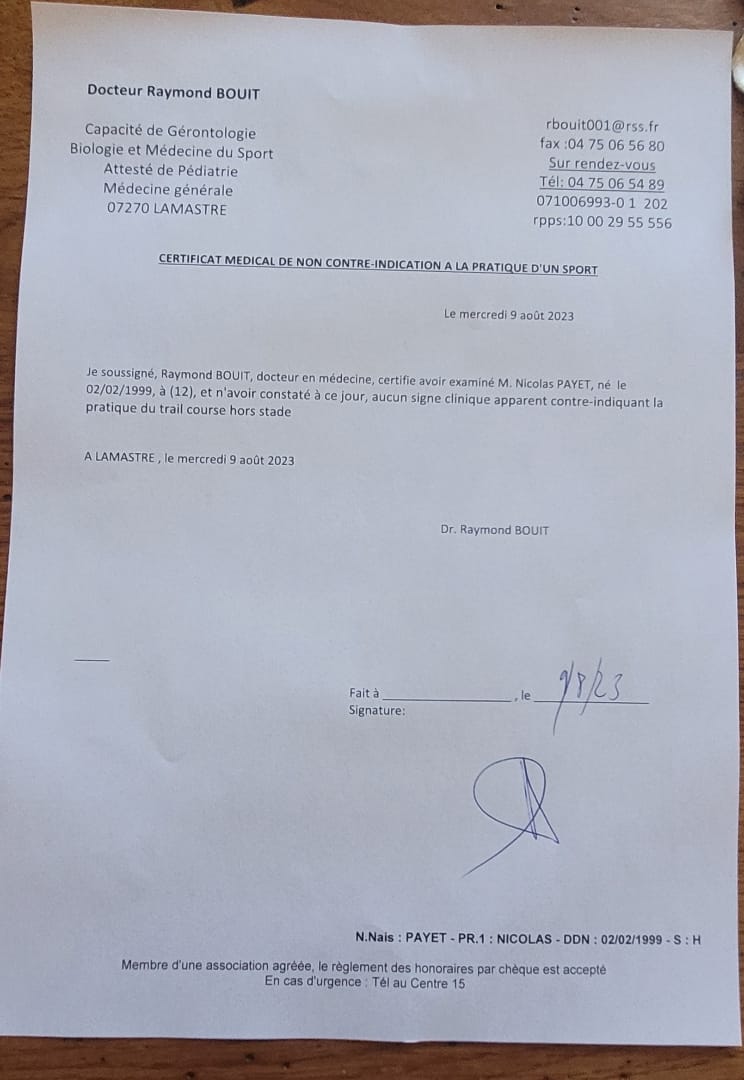 Docteur Raymond BOUIT
Capacité de Gérontologie
Biologie et Médecine du Sport
Attesté de Pédiatrie
Médecine générale
07270 LAMASTRE
rbouit001@rss.fr
fax :04 75 06 56 80
Sur rendez-vous
Tél: 04 75 06 54 89
071006993-0 1 202
rpps:10 00 29 55 556
CERTIFICAT MEDICAL DE NON CONTRE-INDICATION A LA PRATIQUE D'UN SPORT
Le mercredi 9 août 2023
Je soussigné, Raymond BOUIT, docteur en médecine, certifie avoir examiné M. Nicolas PAYET, né le
02/02/1999, à (12), et n'avoir constaté à ce jour, aucun signe clinique apparent contre-indiquant la
pratique du trail course hors stade
A LAMASTRE , le mercredi 9 août 2023
Dr. Raymond BOUIT
Fait à ____________________ , le 9/8/23
Signature:
N.Nais : PAYET - PR.1 : NICOLAS - DDN : 02/02/1999 - S : H
Membre d'une association agréée, le règlement des honoraires par chèque est accepté
En cas d'urgence : Tél au Centre 15